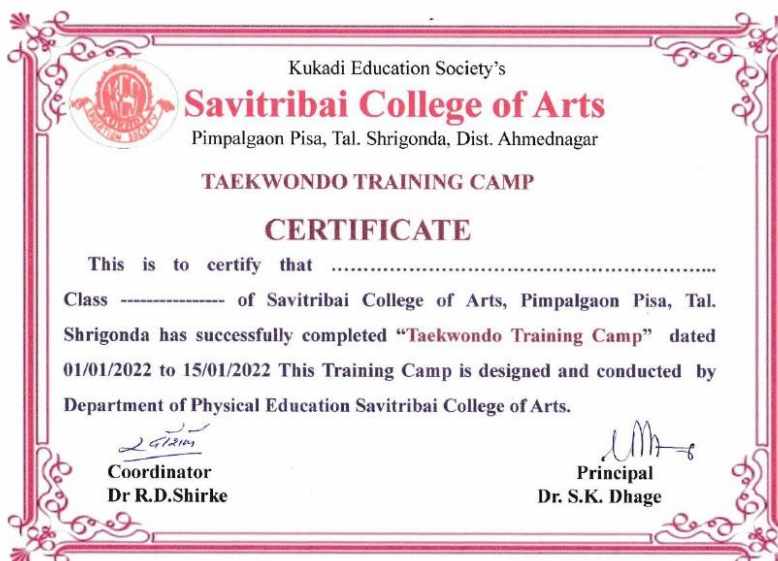 Kukadi Education Society's
Savitribai College of Arts
Pimpalgaon Pisa, Tal. Shrigonda, Dist. Ahmednagar
EDUCATION SOCIETY
TAEKWONDO TRAINING CAMP
CERTIFICATE
This is to certify that ……………………………………………………..
Class ---------------- of Savitribai College of Arts, Pimpalgaon Pisa, Tal.
Shrigonda has successfully completed “Taekwondo Training Camp” dated
01/01/2022 to 15/01/2022 This Training Camp is designed and conducted by
Department of Physical Education Savitribai College of Arts.
Coordinator
Dr R.D.Shirke
Principal
Dr. S.K. Dhage